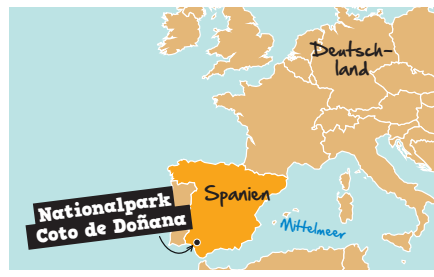 Deutsch-
land
Spanien
Nationalpark
Coto de Doñana
Mittelmeer